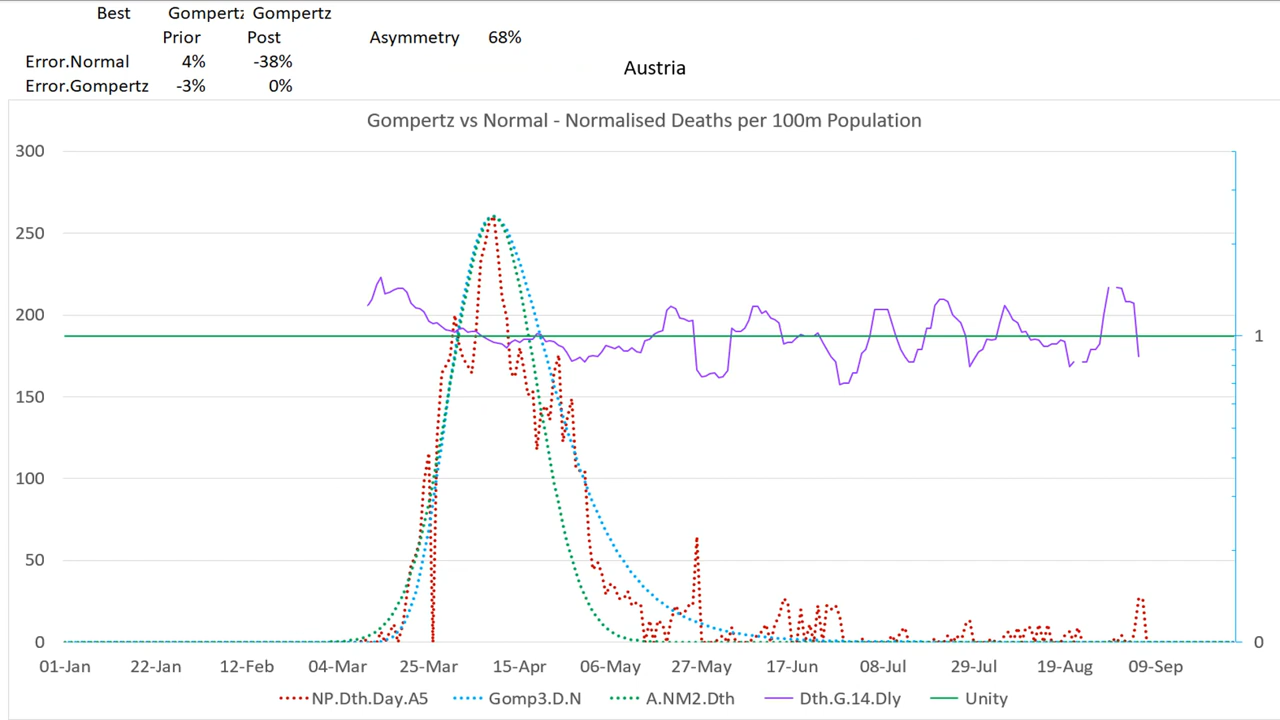 Best Gompertz Gompertz
Prior Post Asymmetry 68%
Error.Normal 4% -38%
Austria
Error.Gompertz -3% 0%
Gompertz vs Normal - Normalised Deaths per 100m Population
300
250
200
1
150
100
50
0 0
01-Jan 22-Jan 12-Feb 04-Mar 25-Mar 15-Apr 06-May 27-May 17-Jun 08-Jul 29-Jul 19-Aug 09-Sep
NP.Dth.Day.A5 Gomp3.D.N A.NM2.Dth Dth.G.14.Dly Unity